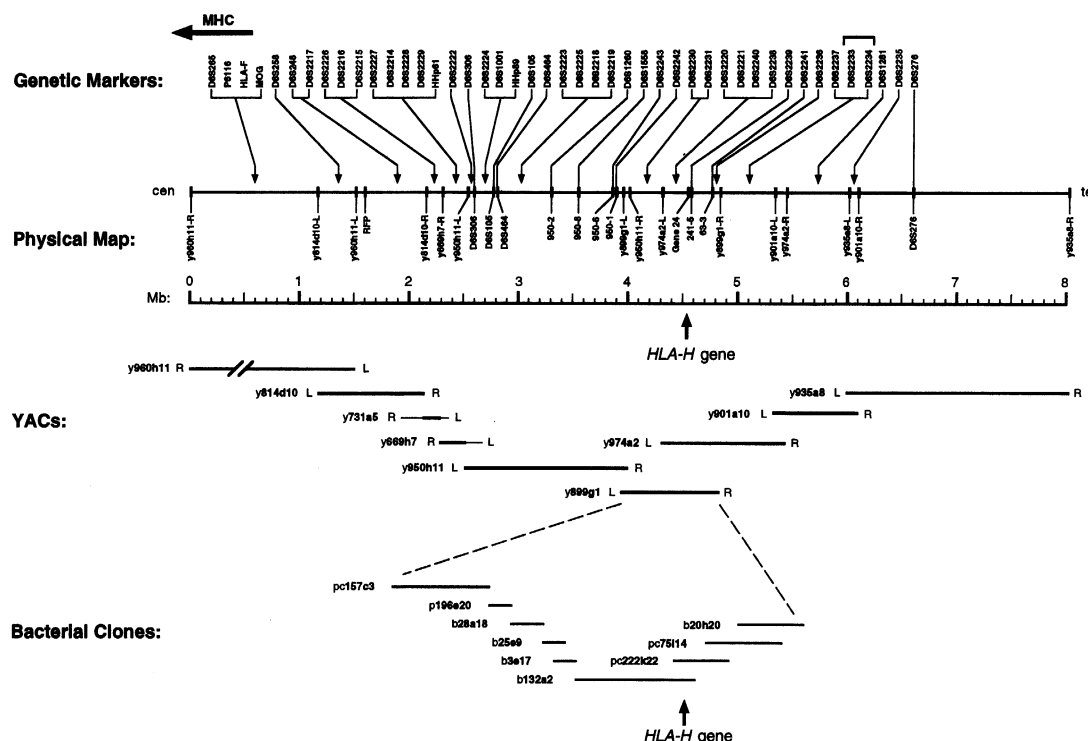 MHC
Genetic Markers:
D6S265
P6116
HLA-F
MOG
D6S258
D6S248
D6S2217
D6S2226
D6S2216
D6S2215
D6S2227
D6S2214
D6S2228
D6S2229
HHp61
D6S2222
D6S306
D6S2224
D6S1001
HHp89
D6S105
D6S464
D6S2223
D6S2225
D6S2218
D6S2219
D6S1260
D6S1558
D6S2243
D6S2242
D6S2230
D6S2231
D6S2220
D6S2221
D6S2240
D6S2238
D6S2239
D6S2241
D6S2236
D6S2237
D6S2233
D6S2234
D6S1281
D6S2235
D6S276
cen
te
Physical Map:
y960h11-R
y814d10-L
y960h11-L
RFP
y814d10-R
y669h7-R
y950h11-L
D6S306
D6S105
D6S464
950-2
950-8
950-6
950-1
y899g1-L
y950h11-R
y974a2-L
Gene 24
241-5
63-3
y899g1-R
y901a10-L
y974a2-R
y935a8-L
y901a10-R
D6S276
y935a8-R
0 1 2 3 4 5 6 7 8
Mb:
HLA-H gene
y960h11 R L
y814d10 L R
y935a8 L R
YACs:
y731a5 R L
y901a10 L R
y669h7 R L
y974a2 L R
y950h11 L R
y899g1 L R
pc157c3
p196e20
Bacterial Clones:
b28a18
b20h20
b25e9
pc75l14
b3e17
pc222k22
b132a2
HLA-H gene